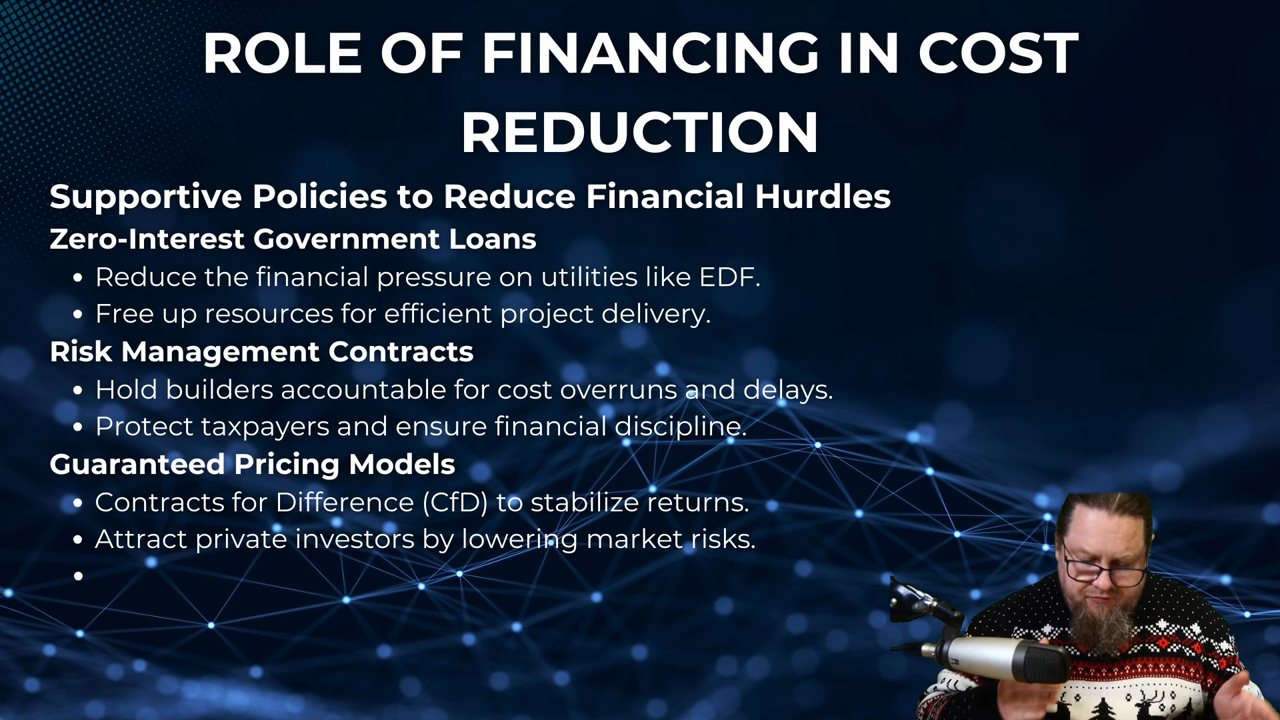 ROLE OF FINANCING IN COST
REDUCTION
Supportive Policies to Reduce Financial Hurdles
Zero-Interest Government Loans
• Reduce the financial pressure on utilities like EDF.
• Free up resources for efficient project delivery.
Risk Management Contracts
• Hold builders accountable for cost overruns and delays.
• Protect taxpayers and ensure financial discipline.
Guaranteed Pricing Models
• Contracts for Difference (CfD) to stabilize returns.
• Attract private investors by lowering market risks.
•